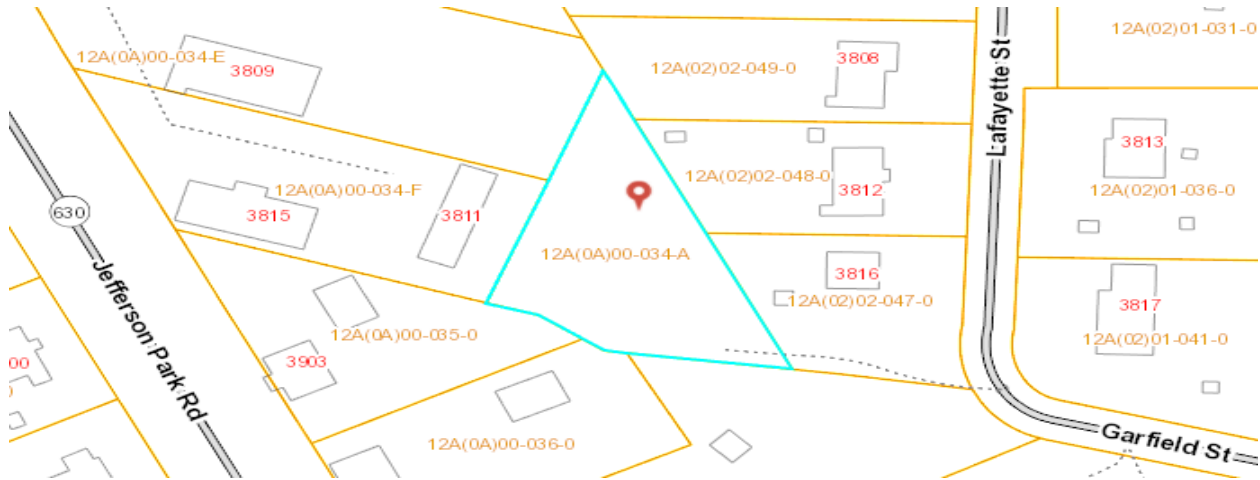 12A(02)01-031-0
12A(0A)00-034-E
3809
12A(02)02-049-0
3808
Lafayette St
3813
12A(02)02-048-0
3812
12A(02)01-036-0
12A(0A)00-034-F
3815
3811
630
12A(0A)00-034-A
3816
12A(02)02-047-0
3817
12A(02)01-041-0
Jefferson Park Rd
12A(0A)00-035-0
3903
00
12A(0A)00-036-0
Garfield St